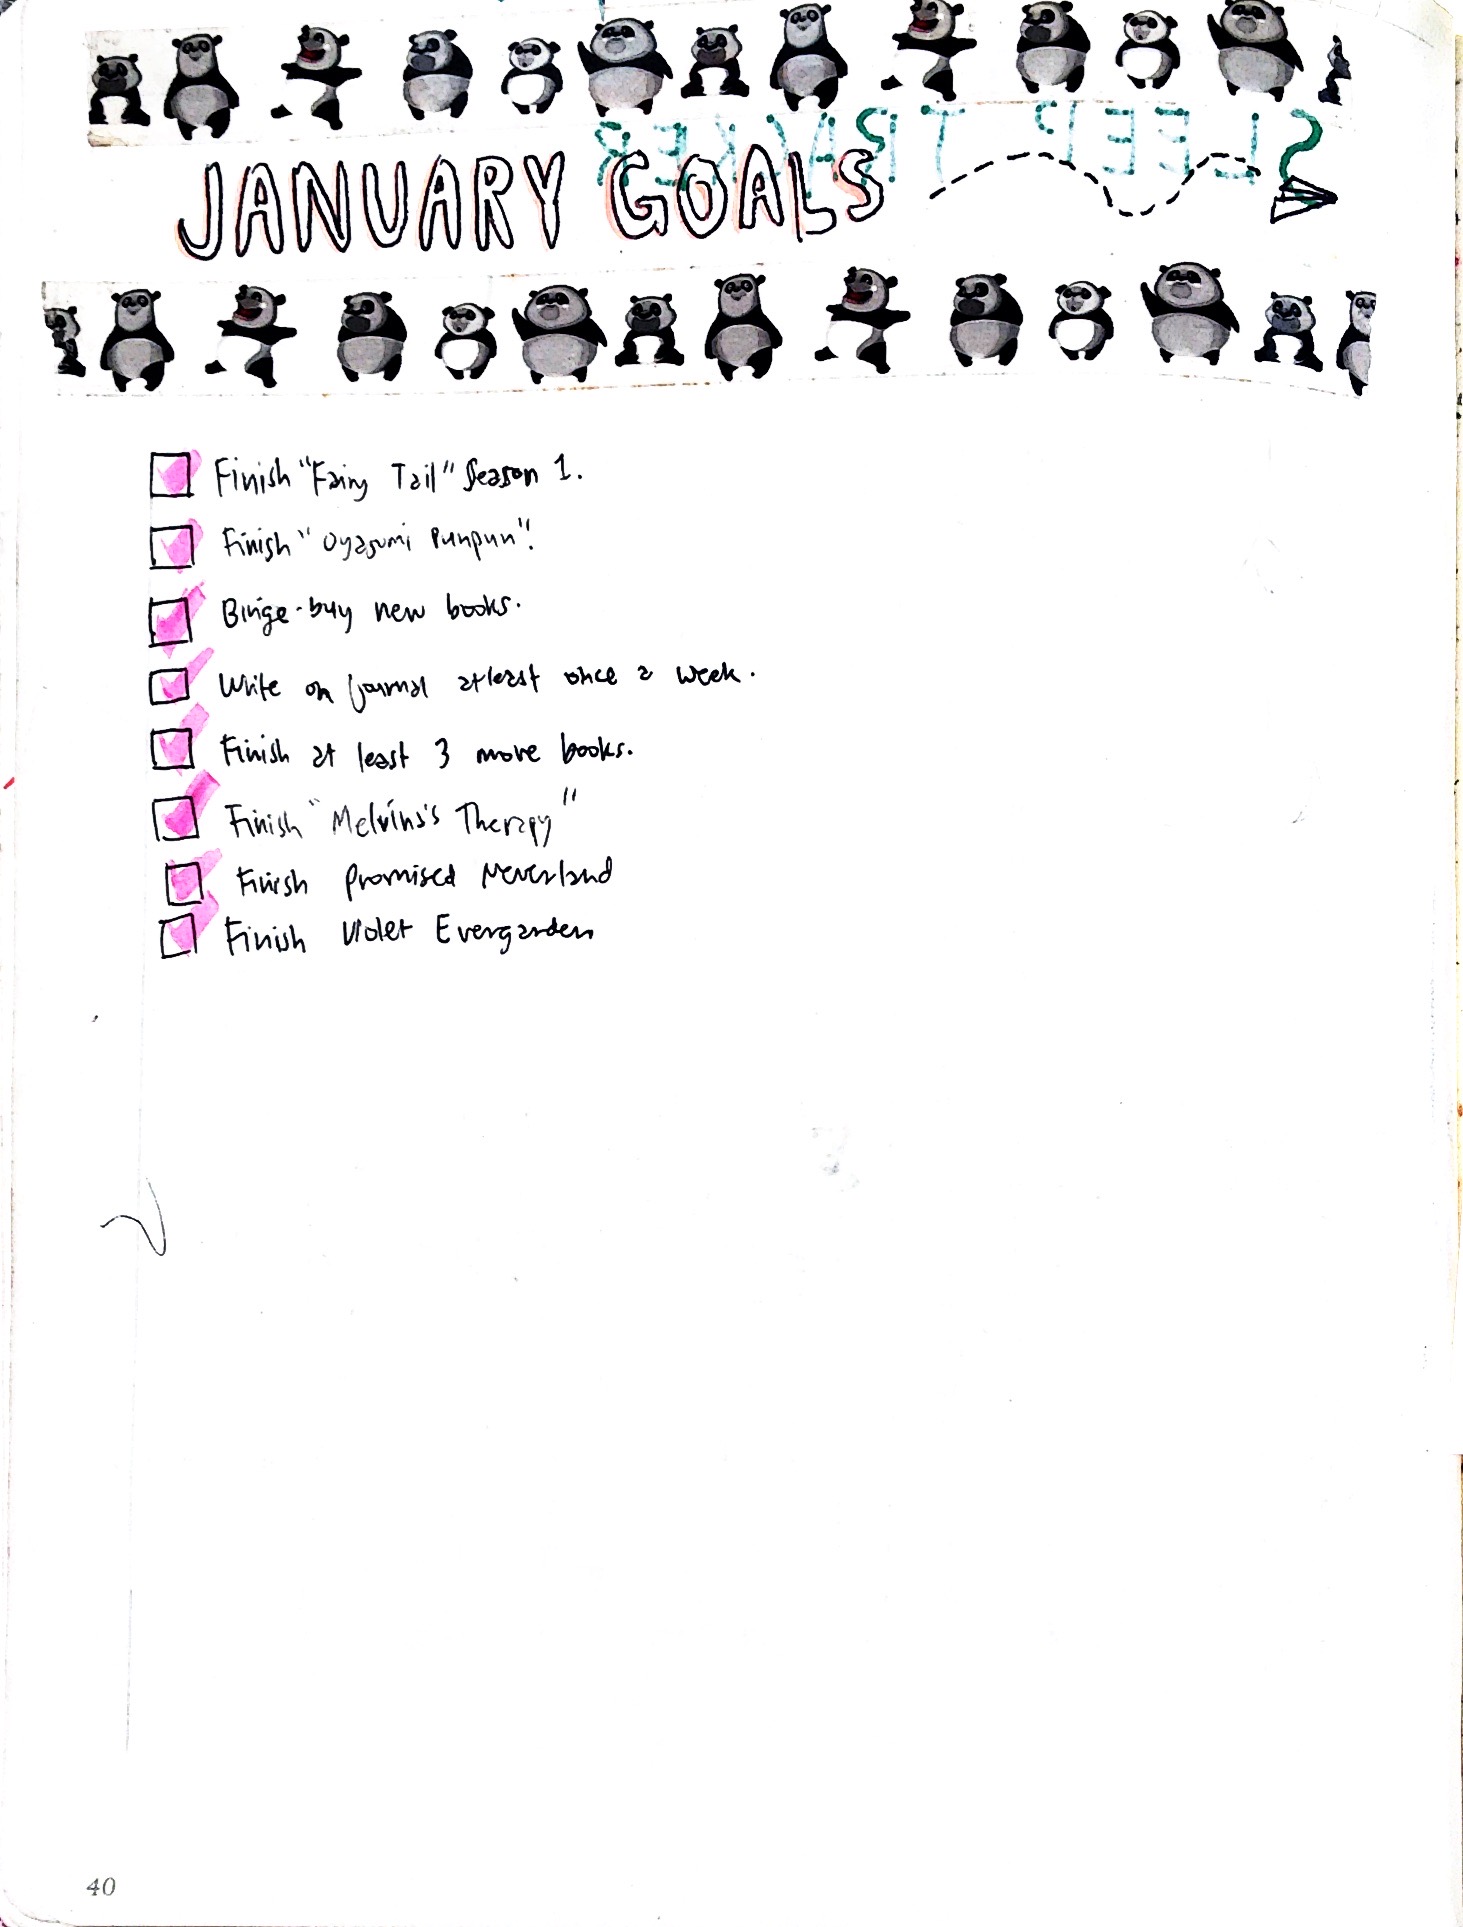 SLEEP TRACKER
JANUARY GOALS
Finish "Fairy Tail" Season 1.
Finish "Oyasumi Punpun".
Binge-buy new books.
Write on journal atleast once a week.
Finish at least 3 more books.
Finish "Melvins's Therapy"
Finish Promised Neverland
Finish Violet Evergarden
40